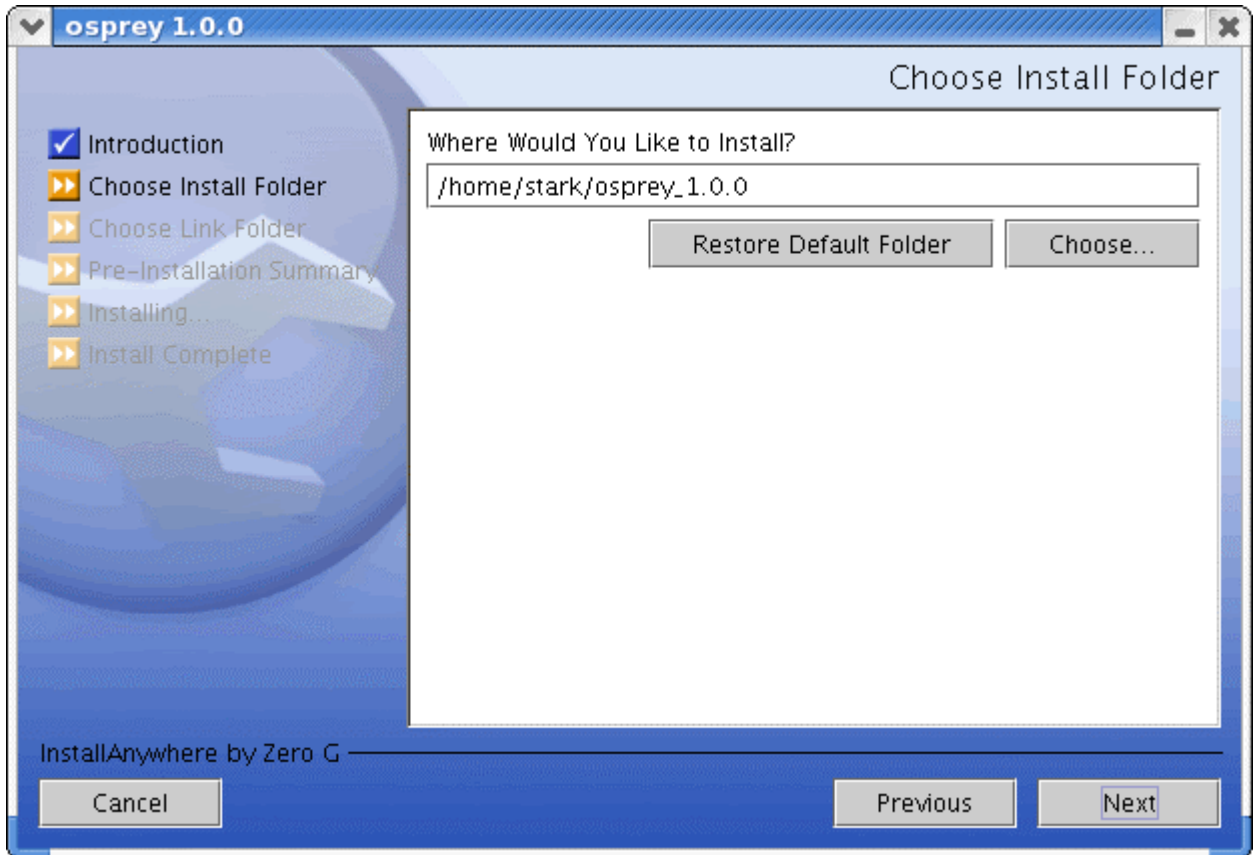 osprey 1.0.0
Choose Install Folder
Introduction
Choose Install Folder
Choose Link Folder
Pre-Installation Summary
Installing...
Install Complete
Where Would You Like to Install?
/home/stark/osprey_1.0.0
Restore Default Folder
Choose...
InstallAnywhere by Zero G
Cancel
Previous
Next